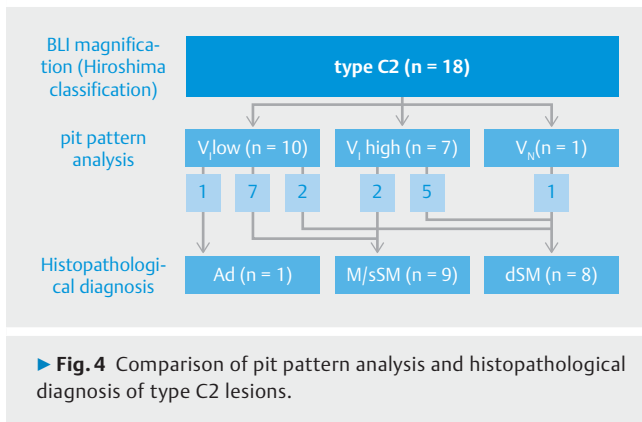 BLI magnifica-
tion (Hiroshima
classification)
type C2 (n = 18)
pit pattern
analysis
VIlow (n = 10)
VI high (n = 7)
VN(n = 1)
1
7
2
2
5
1
Histopathologi-
cal diagnosis
Ad (n = 1)
M/sSM (n = 9)
dSM (n = 8)
▶ Fig. 4 Comparison of pit pattern analysis and histopathological
diagnosis of type C2 lesions.